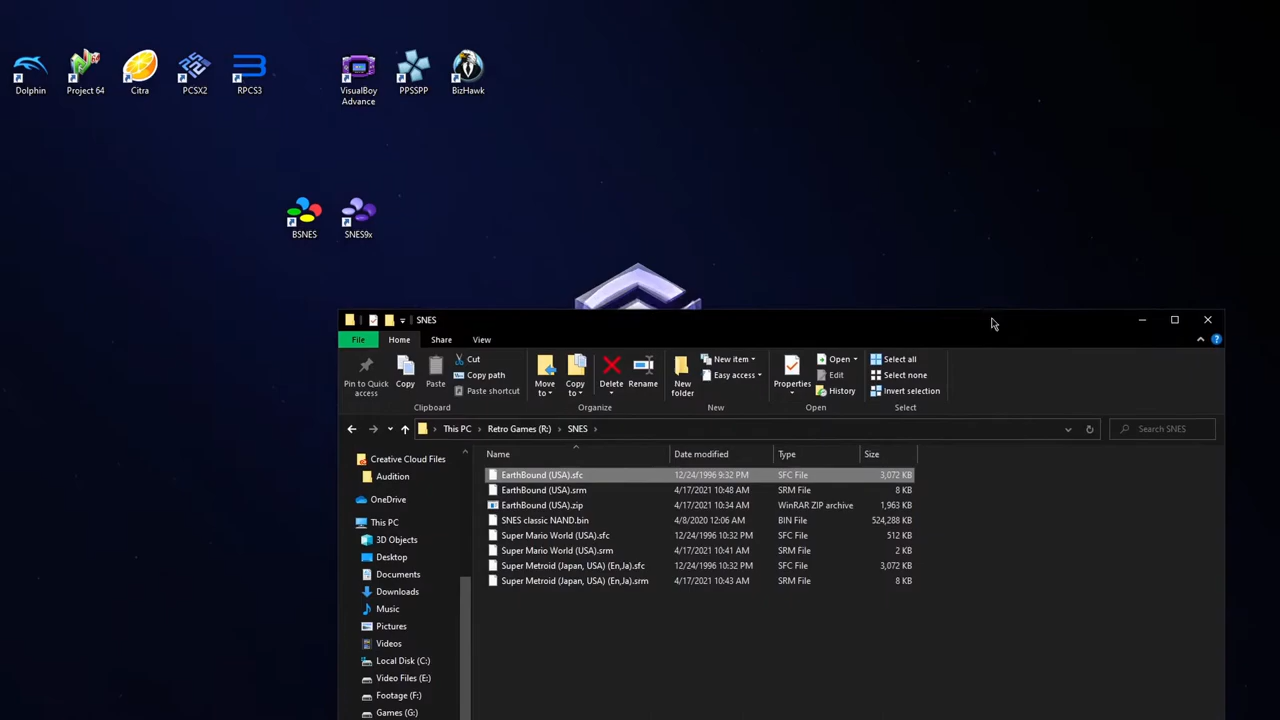 Dolphin Project 64 Citra PCSX2 RPCS3 VisualBoy Advance PPSSPP BizHawk
BSNES SNES9x
SNES
File Home Share View
Pin to Quick access Copy Paste Cut Copy path Paste shortcut Move to Copy to Delete Rename New folder New item Easy access Properties Open Edit History Select all Select none Invert selection
Clipboard Organize New Open Select
This PC > Retro Games (R:) > SNES > Search SNES
Name Date modified Type Size
EarthBound (USA).sfc 12/24/1996 9:32 PM SFC File 3,072 KB
EarthBound (USA).srm 4/17/2021 10:48 AM SRM File 8 KB
EarthBound (USA).zip 4/17/2021 10:34 AM WinRAR ZIP archive 1,963 KB
SNES classic NAND.bin 4/8/2020 12:06 AM BIN File 524,288 KB
Super Mario World (USA).sfc 12/24/1996 10:32 PM SFC File 512 KB
Super Mario World (USA).srm 4/17/2021 10:41 AM SRM File 2 KB
Super Metroid (Japan, USA) (En,Ja).sfc 12/24/1996 10:32 PM SFC File 3,072 KB
Super Metroid (Japan, USA) (En,Ja).srm 4/17/2021 10:43 AM SRM File 8 KB
Creative Cloud Files
Audition
OneDrive
This PC
3D Objects
Desktop
Documents
Downloads
Music
Pictures
Videos
Local Disk (C:)
Video Files (E:)
Footage (F:)
Games (G:)